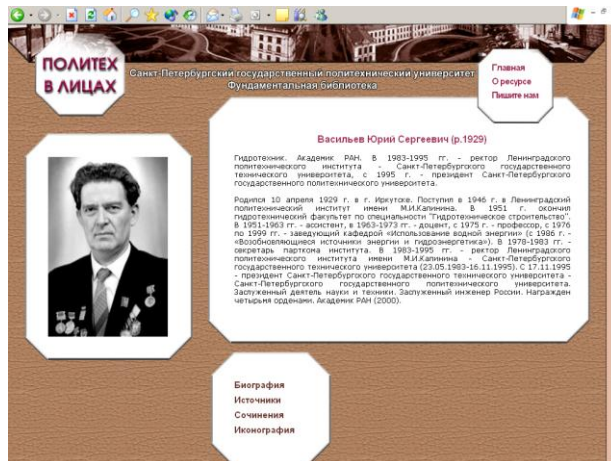 ПОЛИТЕХ
В ЛИЦАХ
Санкт-Петербургский государственный политехнический университет
Фундаментальная библиотека
Главная
О ресурсе
Пишите нам
Васильев Юрий Сергеевич (р.1929)
Гидротехник. Академик РАН. В 1983-1995 гг. - ректор Ленинградского
политехнического института - Санкт-Петербургского государственного
технического университета, с 1995 г. - президент Санкт-Петербургского
государственного политехнического университета.
Родился 10 апреля 1929 г. в г. Иркутске. Поступил в 1946 г. в Ленинградский
политехнический институт имени М.И.Калинина. В 1951 г. окончил
гидротехнический факультет по специальности "Гидротехническое строительство".
В 1951-1963 гг. - ассистент, в 1963-1973 гг. - доцент, с 1975 г. - профессор, с 1976
по 1999 гг. - заведующий кафедрой «Использование водной энергии» (с 1986 г. -
«Возобновляющиеся источники энергии и гидроэнергетика»). В 1978-1983 гг. -
секретарь парткома института. В 1983-1995 гг. - ректор Ленинградского
политехнического института имени М.И.Калинина - Санкт-Петербургского
государственного технического университета (23.05.1983-16.11.1995). С 17.11.1995
- президент Санкт-Петербургского государственного технического университета -
Санкт-Петербургского государственного политехнического университета.
Заслуженный деятель науки и техники. Заслуженный инженер России. Награжден
четырьмя орденами. Академик РАН (2000).
Биография
Источники
Сочинения
Иконография